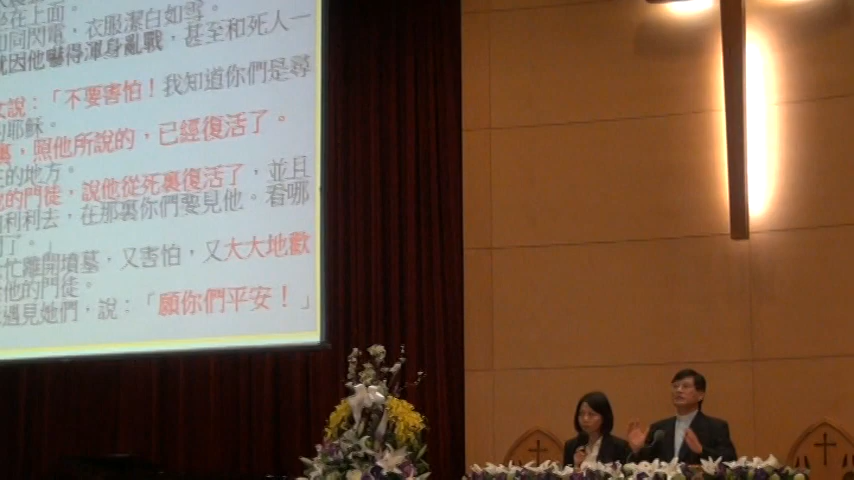 坐在上面。
如同閃電，衣服潔白如雪。
就因他嚇得渾身亂戰，甚至和死人一
女說：「不要害怕！我知道你們是尋
的耶穌。
裏，照他所說的，已經復活了。
的地方。
他的門徒，說他從死裏復活了，並且
利利去，在那裏你們要見他。看哪
了。」
忙離開墳墓，又害怕，又大大地歡
他的門徒。
遇見她們，說：「願你們平安！」